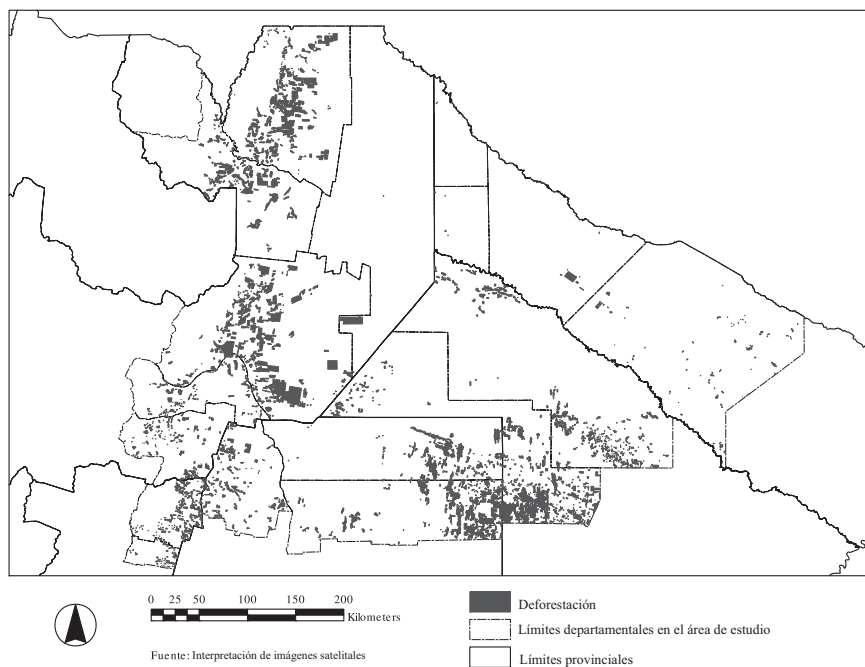 0 25 50 100 150 200
Kilometers
Fuente: Interpretación de imágenes satelitales
Deforestación
Límites departamentales en el área de estudio
Límites provinciales